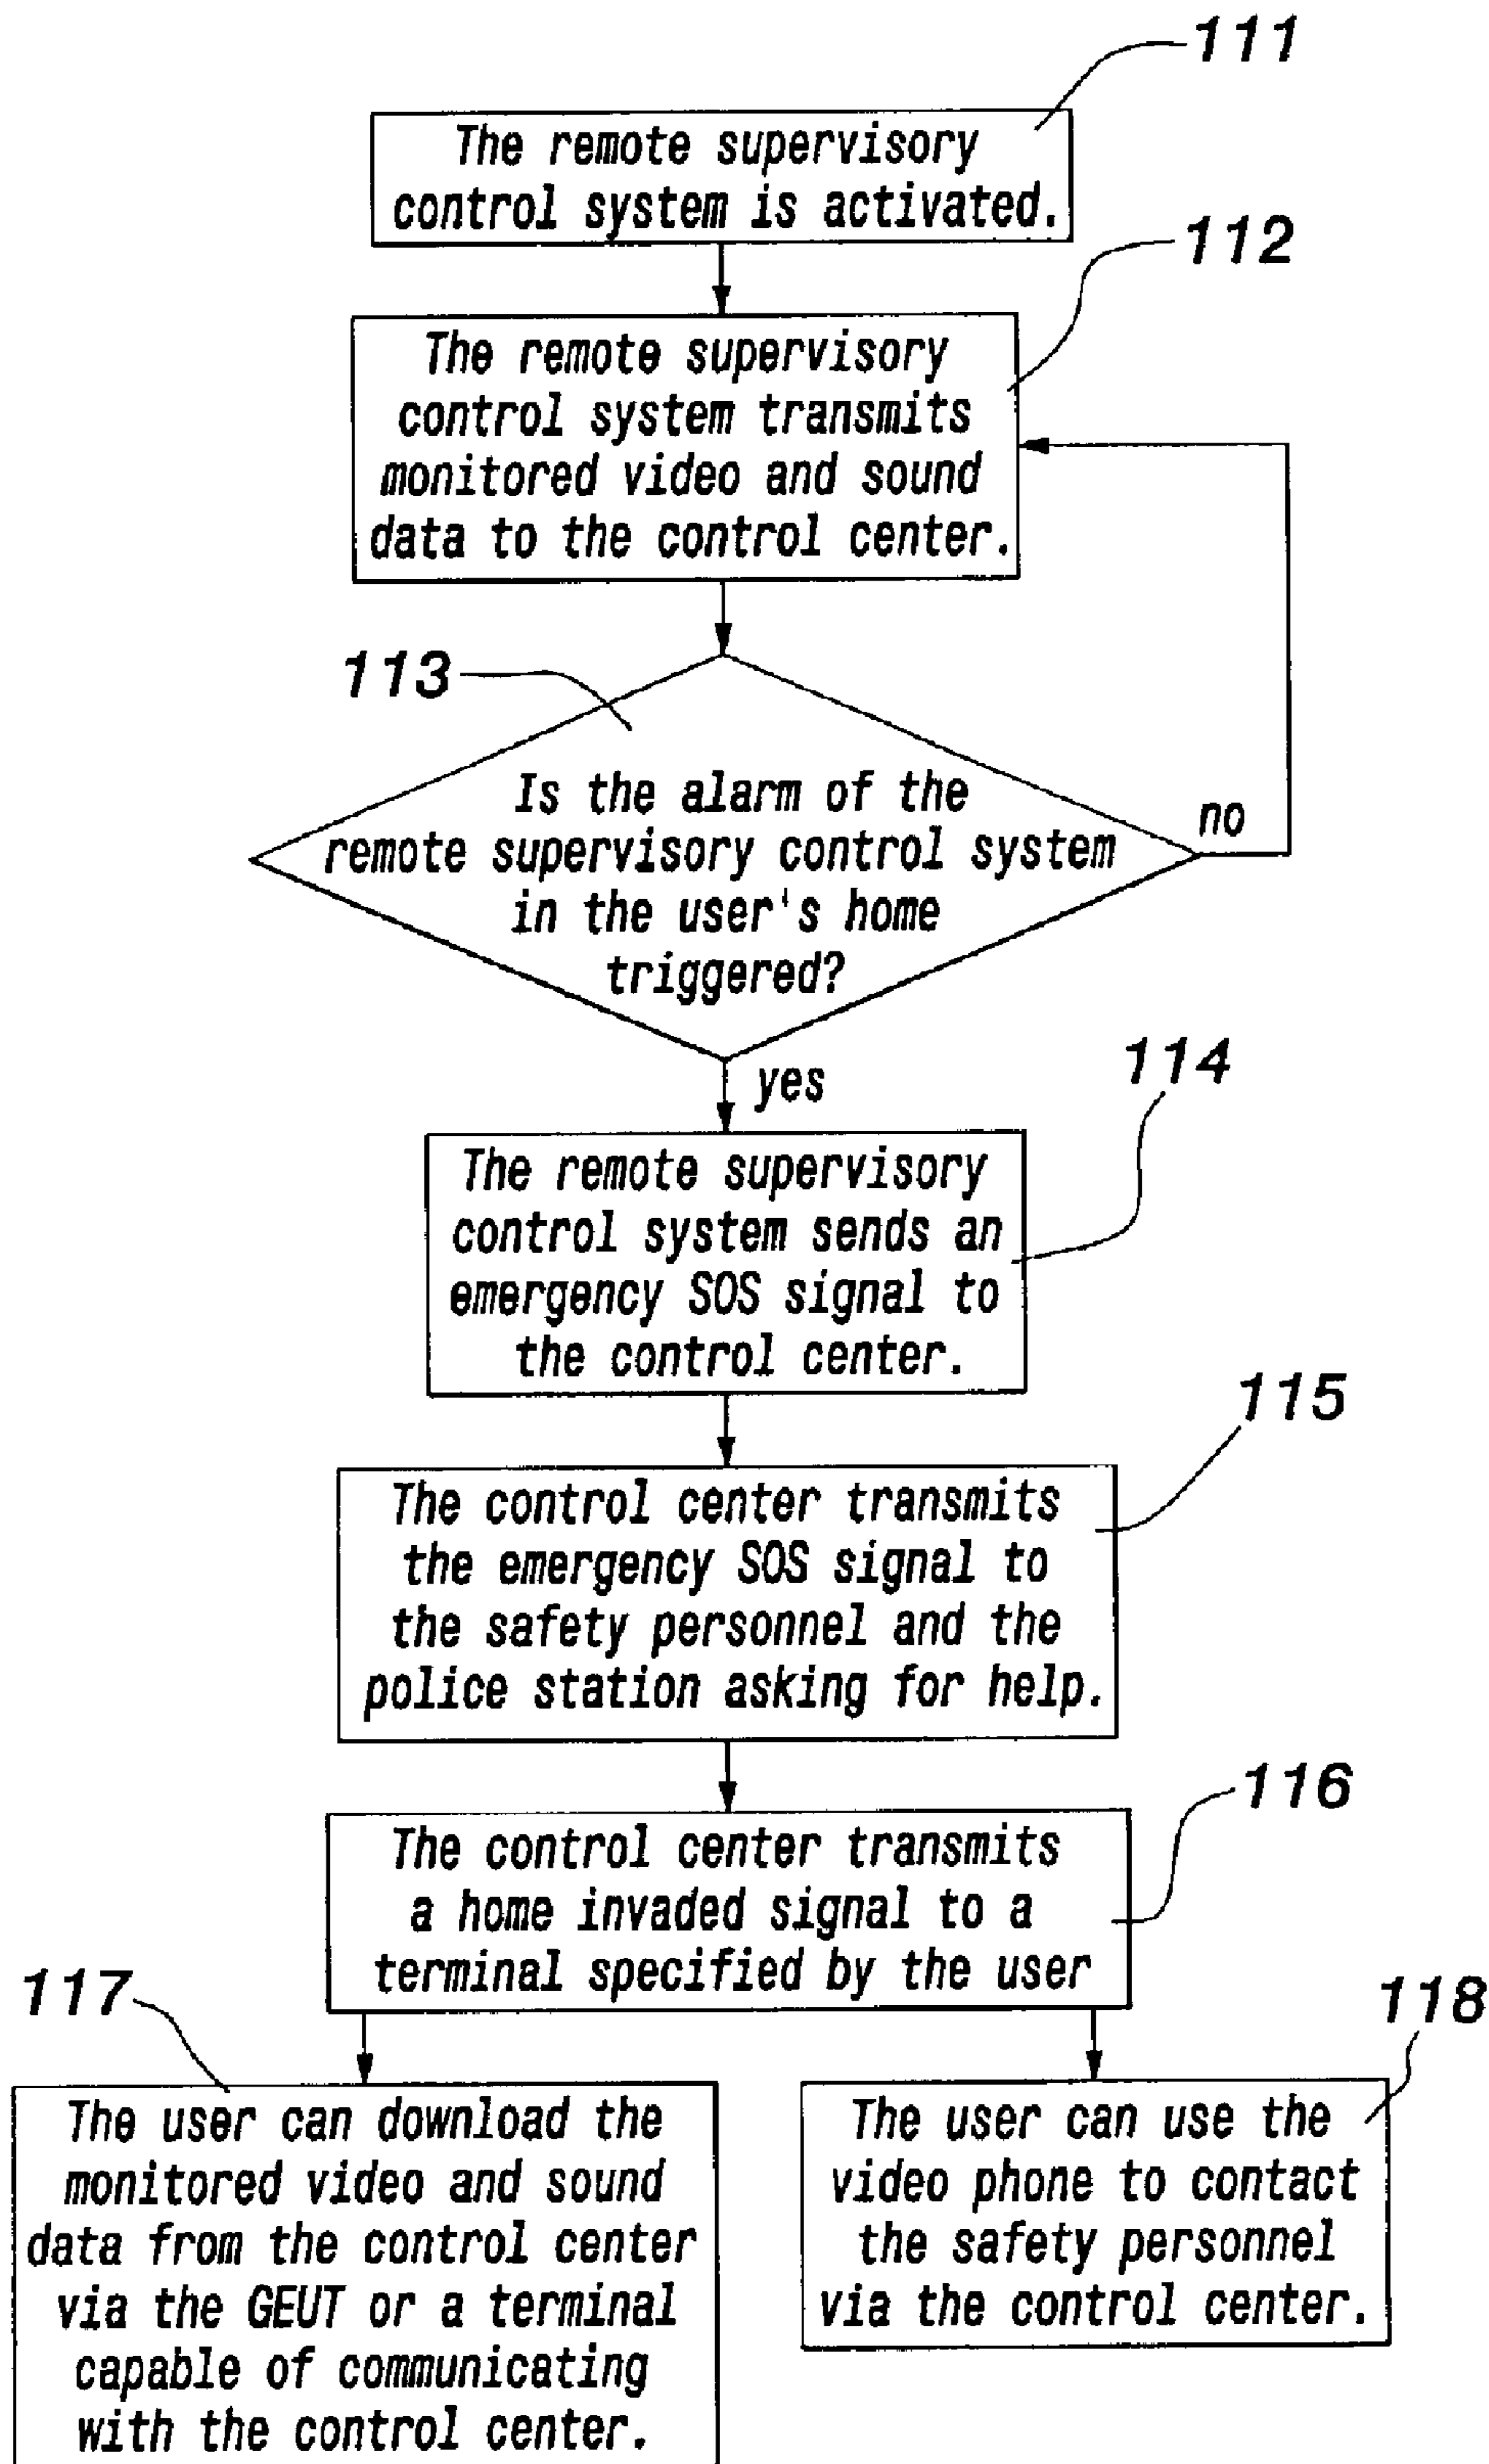 111
The remote supervisory
control system is activated.
112
The remote supervisory
control system transmits
monitored video and sound
data to the control center.
113
Is the alarm of the
remote supervisory control system
in the user's home
triggered?
no
yes
114
The remote supervisory
control system sends an
emergency SOS signal to
the control center.
115
The control center transmits
the emergency SOS signal to
the safety personnel and the
police station asking for help.
116
The control center transmits
a home invaded signal to a
terminal specified by the user
117
The user can download the
monitored video and sound
data from the control center
via the GEUT or a terminal
capable of communicating
with the control center.
118
The user can use the
video phone to contact
the safety personnel
via the control center.